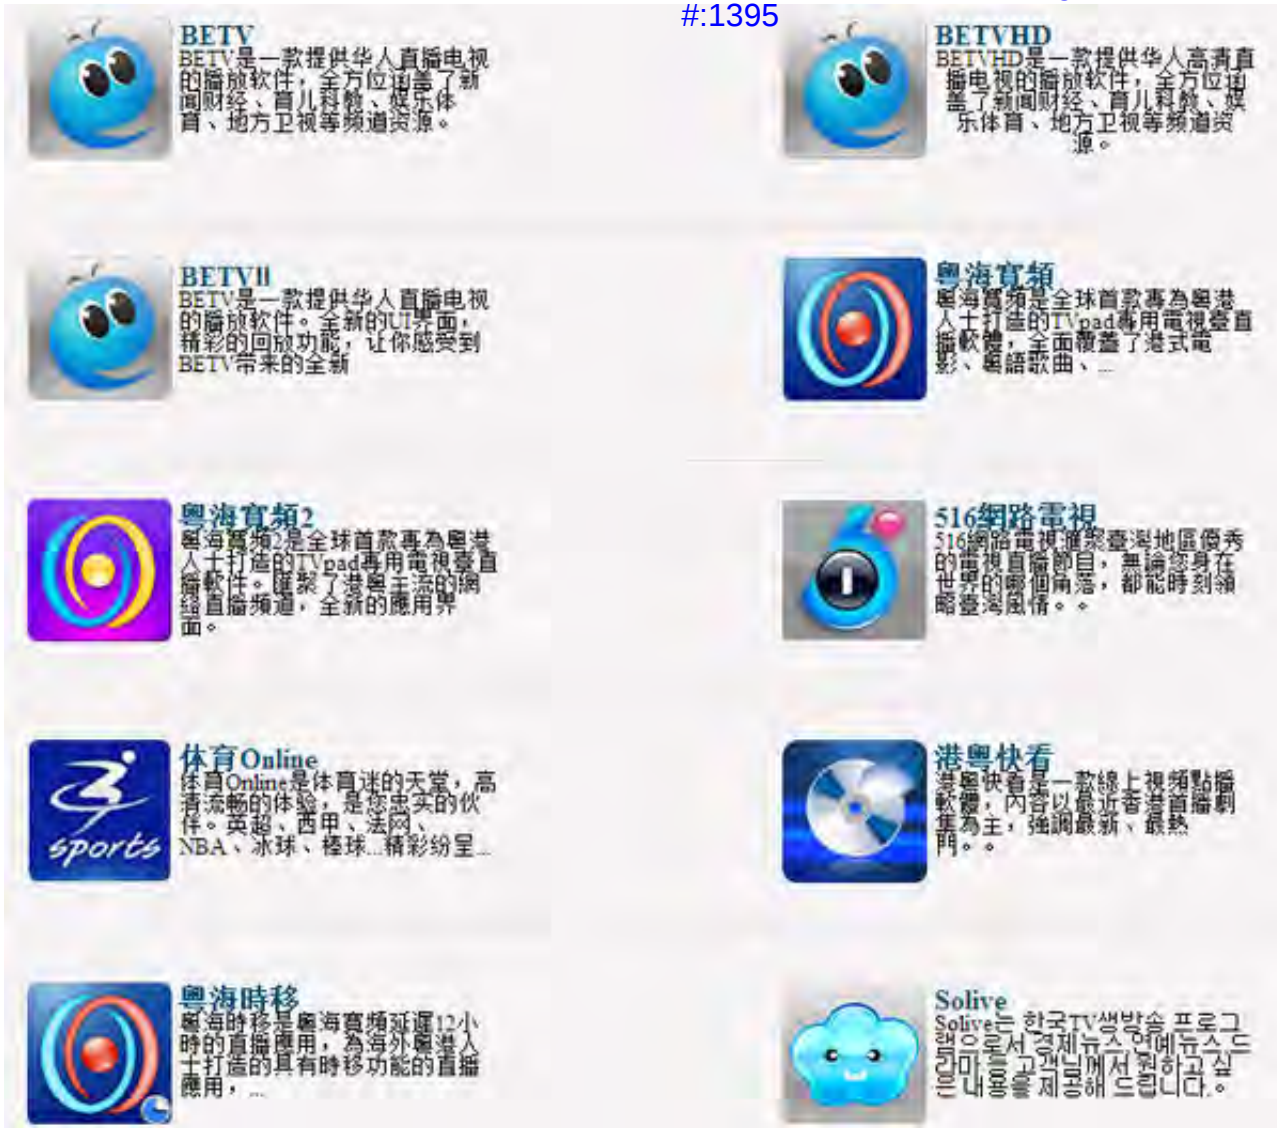 #:1395
BETV
BETV是一款提供华人直播电视
的播放软件，全方位涵盖了新
闻财经、育儿科教、娱乐体
育、地方卫视等频道资源。
BETVHD
BETVHD是一款提供华人高清直
播电视的播放软件，全方位涵
盖了新闻财经、育儿科教、娱
乐体育、地方卫视等频道资
源。
BETVII
BETV是一款提供华人直播电视
的播放软件。全新的UI界面，
精彩的回放功能，让你感受到
BETV带来的全新
粵海寬頻
粵海寬頻是全球首款專為粵港
人士打造的TVpad專用電視臺直
播軟體，全面覆蓋了港式電
影、粵語歌曲、...
粵海寬頻2
粵海寬頻2是全球首款專為粵港
人士打造的TVpad專用電視臺直
播軟件。匯聚了港粵主流的網
絡直播頻道，全新的應用界
面。
516網路電視
516網路電視滙聚臺灣地區優秀
的電視直播節目，無論您身在
世界的哪個角落，都能時刻領
略臺灣風情。。
sports
体育Online
体育Online是体育迷的天堂，高
清流畅的体验，是您忠实的伙
伴。英超、西甲、法网、
NBA、冰球、棒球...精彩纷呈...
港粵快看
港粵快看是一款線上視頻點播
軟體，內容以最近香港首播劇
集為主，強調最新、最熱
門。。
粵海時移
粵海時移是粵海寬頻延遲12小
時的直播應用，為海外粵港人
士打造的具有時移功能的直播
應用，...
Solive
Solive는 한국TV생방송 프로그
램으로서 경제뉴스 연예뉴스 드
라마 를 고객님께서 원하고 싶
은 내용을 제공해 드립니다.。